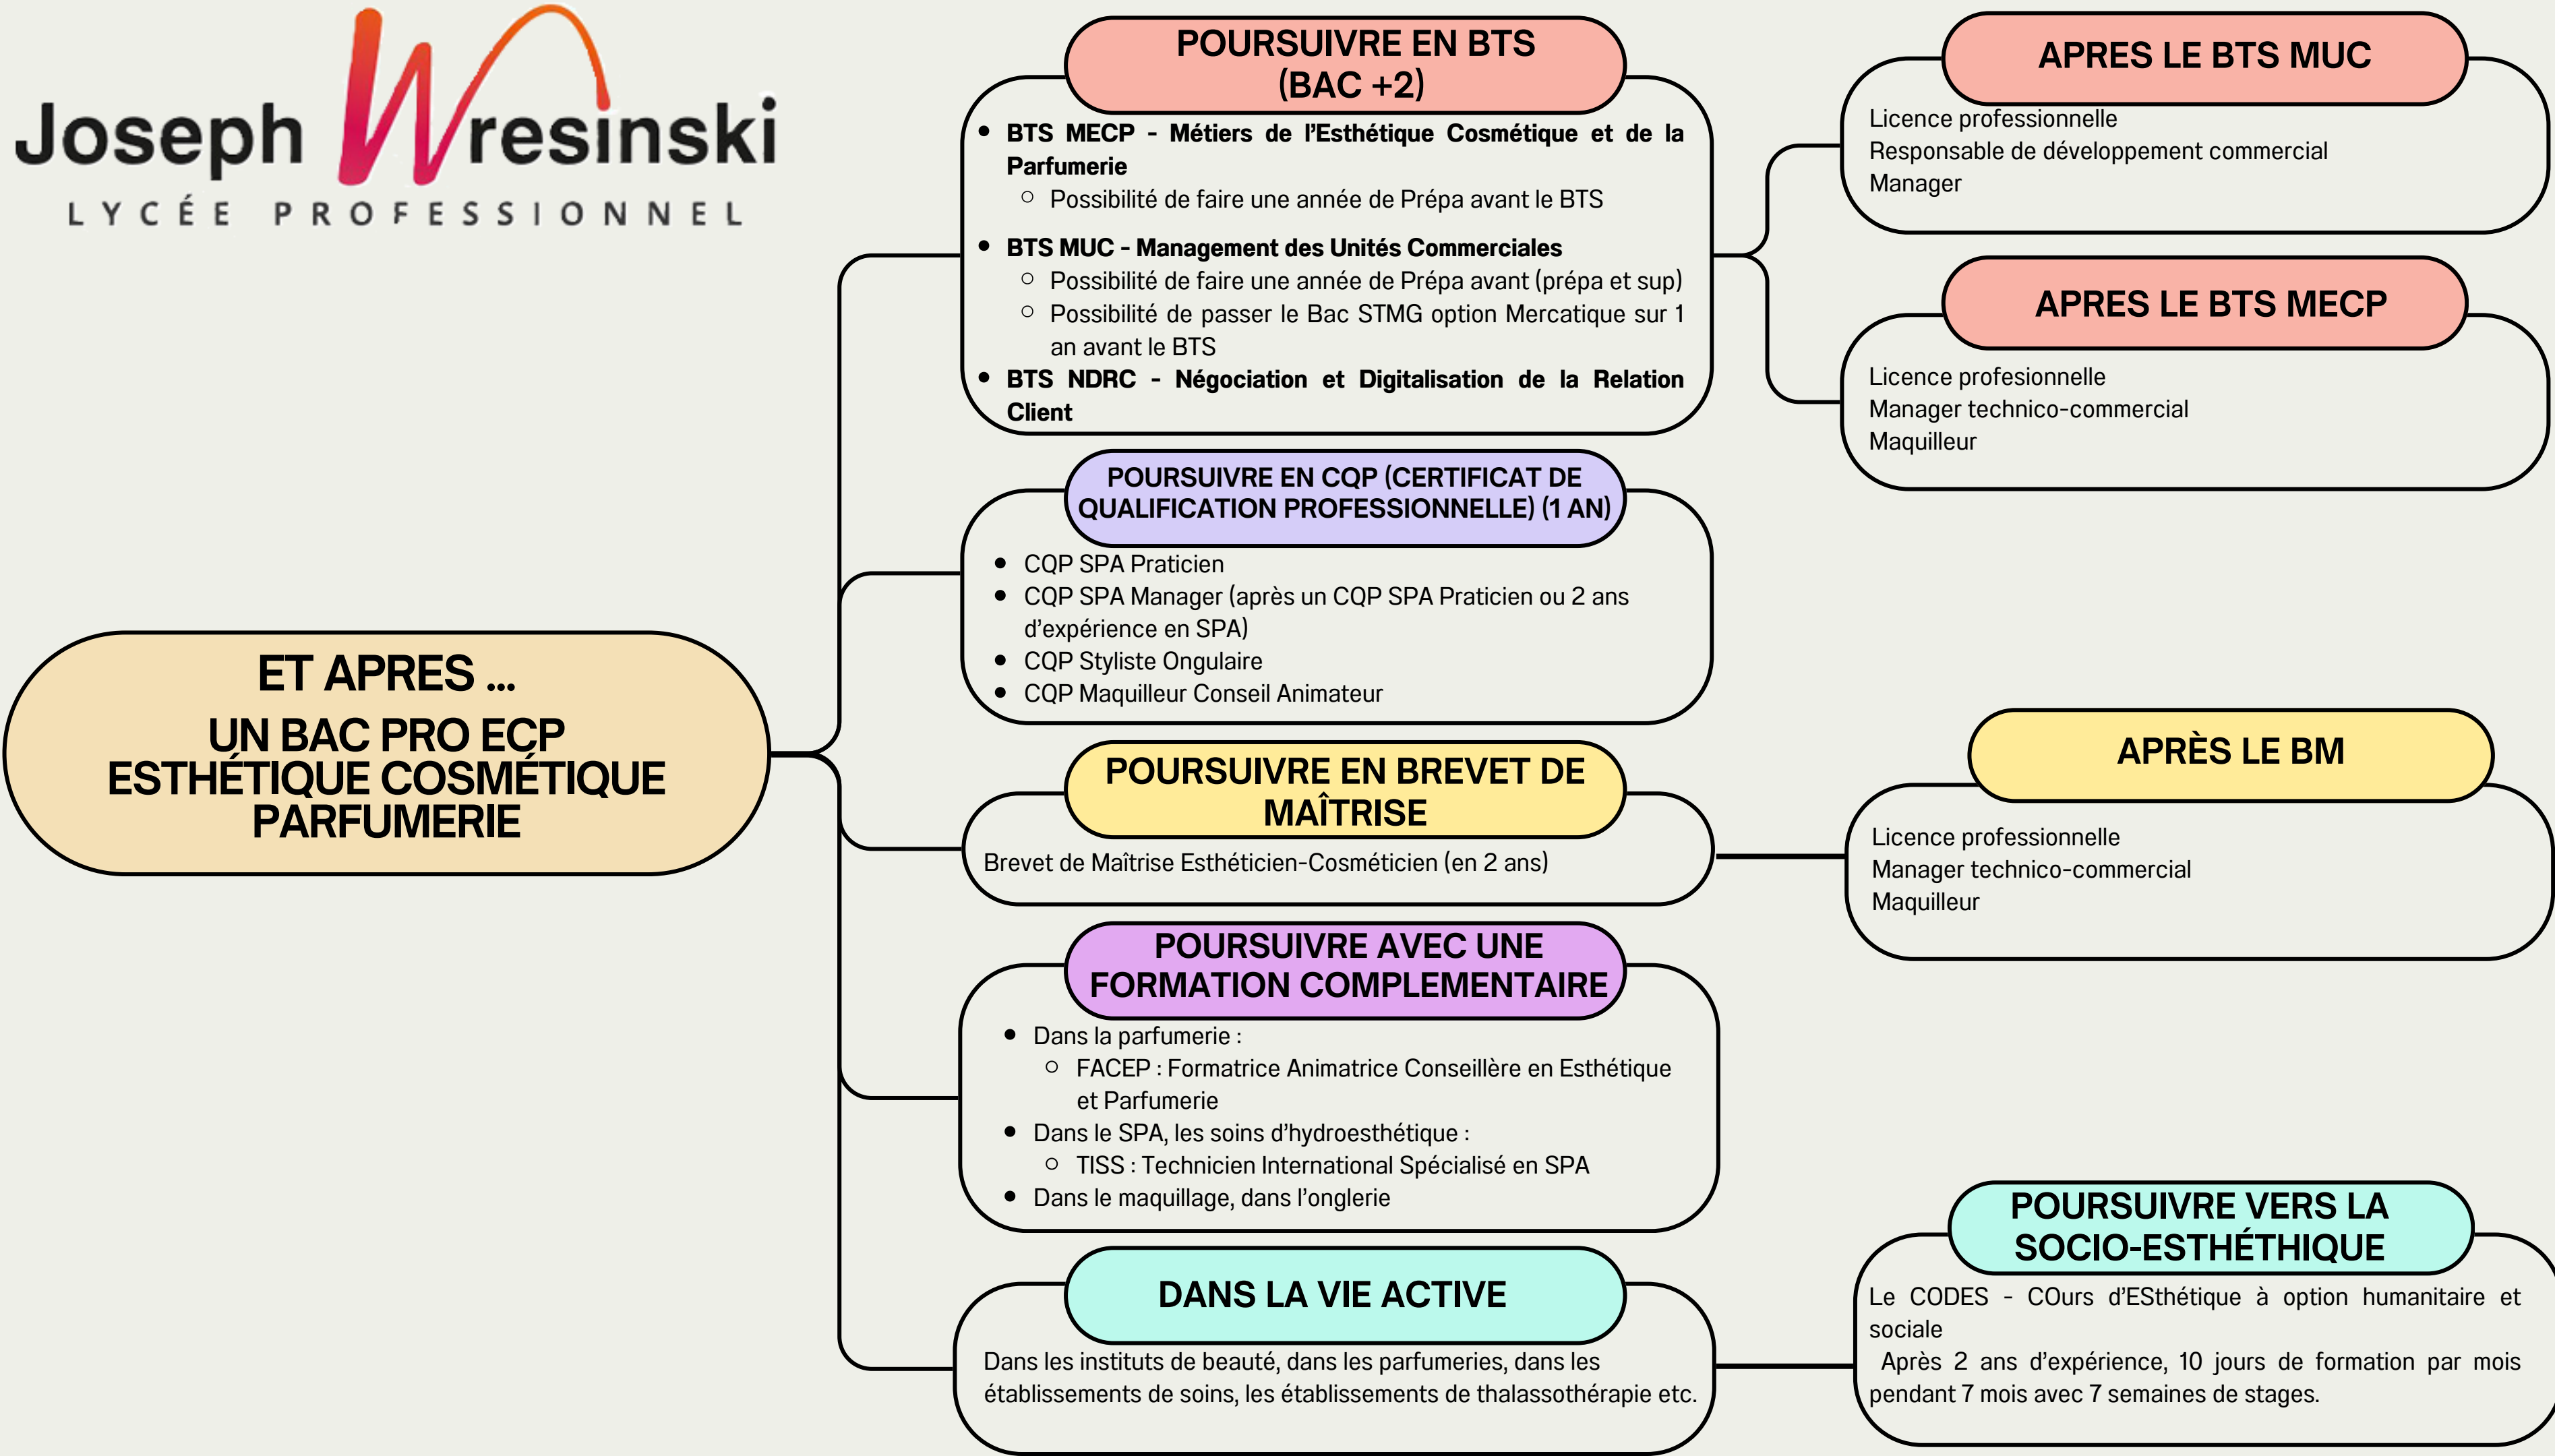 Joseph Wresinski
LYCÉE PROFESSIONNEL
ET APRES ...
UN BAC PRO ECP
ESTHÉTIQUE COSMÉTIQUE
PARFUMERIE
POURSUIVRE EN BTS
(BAC +2)
• BTS MECP - Métiers de l'Esthétique Cosmétique et de la
Parfumerie
○ Possibilité de faire une année de Prépa avant le BTS
• BTS MUC - Management des Unités Commerciales
○ Possibilité de faire une année de Prépa avant (prépa et sup)
○ Possibilité de passer le Bac STMG option Mercatique sur 1
an avant le BTS
• BTS NDRC - Négociation et Digitalisation de la Relation
Client
APRES LE BTS MUC
Licence professionnelle
Responsable de développement commercial
Manager
APRES LE BTS MECP
Licence profesionnelle
Manager technico-commercial
Maquilleur
POURSUIVRE EN CQP (CERTIFICAT DE
QUALIFICATION PROFESSIONNELLE) (1 AN)
• CQP SPA Praticien
• CQP SPA Manager (après un CQP SPA Praticien ou 2 ans
d'expérience en SPA)
• CQP Styliste Ongulaire
• CQP Maquilleur Conseil Animateur
POURSUIVRE EN BREVET DE
MAÎTRISE
Brevet de Maîtrise Esthéticien-Cosméticien (en 2 ans)
APRÈS LE BM
Licence professionnelle
Manager technico-commercial
Maquilleur
POURSUIVRE AVEC UNE
FORMATION COMPLEMENTAIRE
• Dans la parfumerie :
○ FACEP : Formatrice Animatrice Conseillère en Esthétique
et Parfumerie
• Dans le SPA, les soins d'hydroesthétique :
○ TISS : Technicien International Spécialisé en SPA
• Dans le maquillage, dans l'onglerie
DANS LA VIE ACTIVE
Dans les instituts de beauté, dans les parfumeries, dans les
établissements de soins, les établissements de thalassothérapie etc.
POURSUIVRE VERS LA
SOCIO-ESTHÉTHIQUE
Le CODES - COurs d'ESthétique à option humanitaire et
sociale
Après 2 ans d'expérience, 10 jours de formation par mois
pendant 7 mois avec 7 semaines de stages.